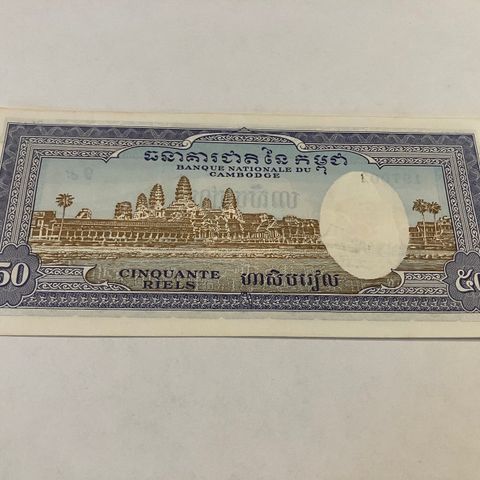 ធនាគារជាតិនៃកម្ពុជា
BANQUE NATIONALE DU
CAMBODGE
50
CINQUANTE
RIELS
ហាសិបរៀល
៥០